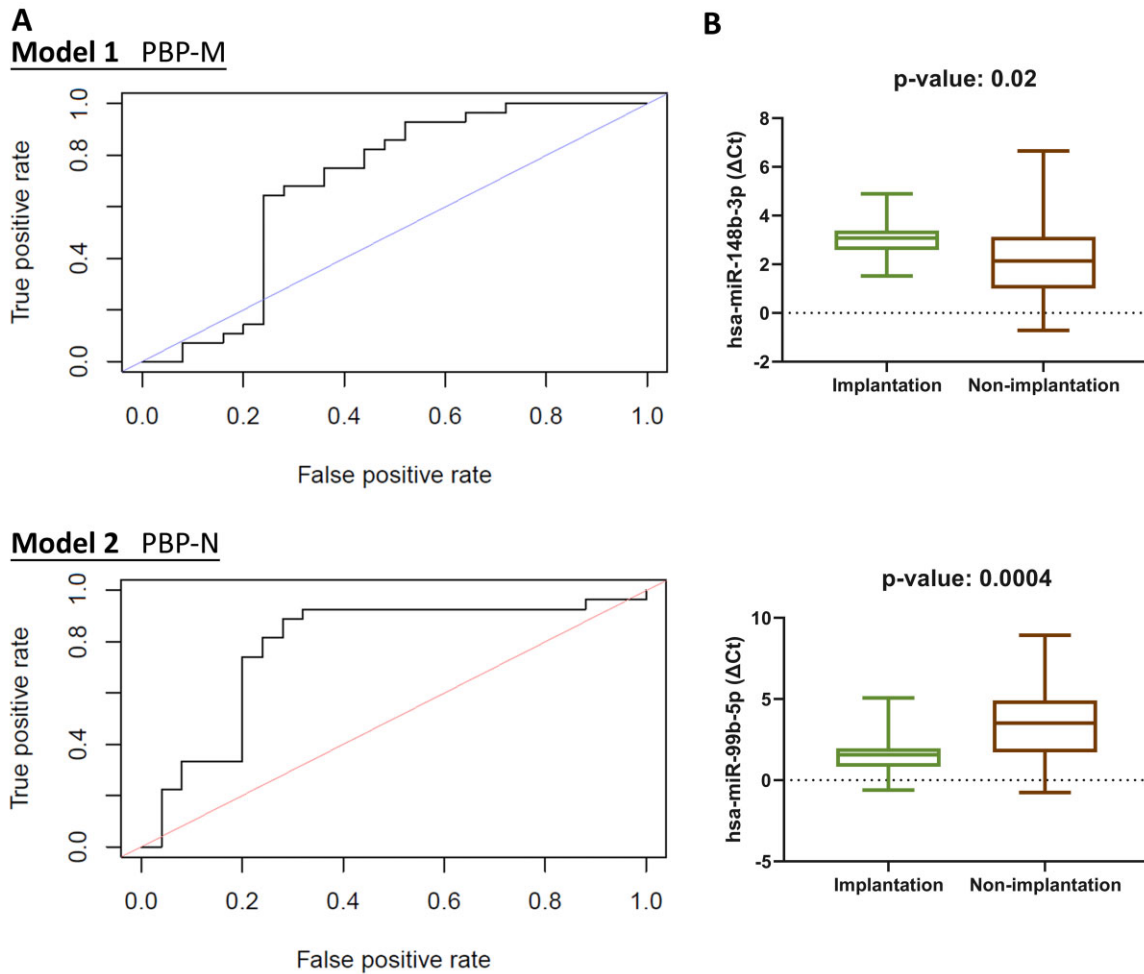 A
Model 1 PBP-M
True positive rate
0.0 0.4 0.8 1.0
0.0 0.2 0.4 0.6 0.8 1.0
False positive rate
B
p-value: 0.02
hsa-miR-148b-3p (ΔCt)
8
6
4
2
0
-2
Implantation Non-implantation
Model 2 PBP-N
True positive rate
0.0 0.4 0.8 1.0
0.0 0.2 0.4 0.6 0.8 1.0
False positive rate
p-value: 0.0004
hsa-miR-99b-5p (ΔCt)
10
5
0
-5
Implantation Non-implantation